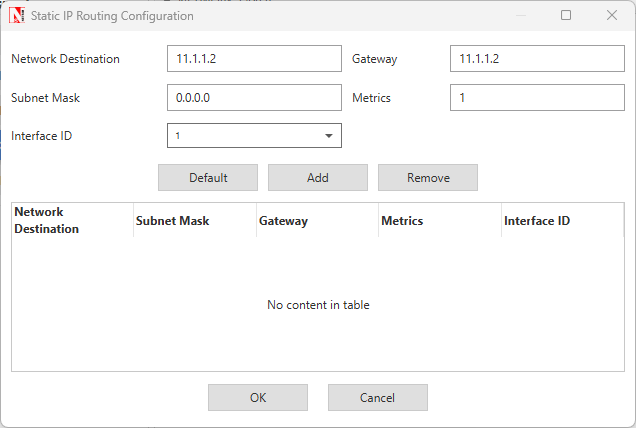 Static IP Routing Configuration
Network Destination 11.1.1.2 Gateway 11.1.1.2
Subnet Mask 0.0.0.0 Metrics 1
Interface ID 1
Default Add Remove
Network Destination Subnet Mask Gateway Metrics Interface ID
No content in table
OK Cancel